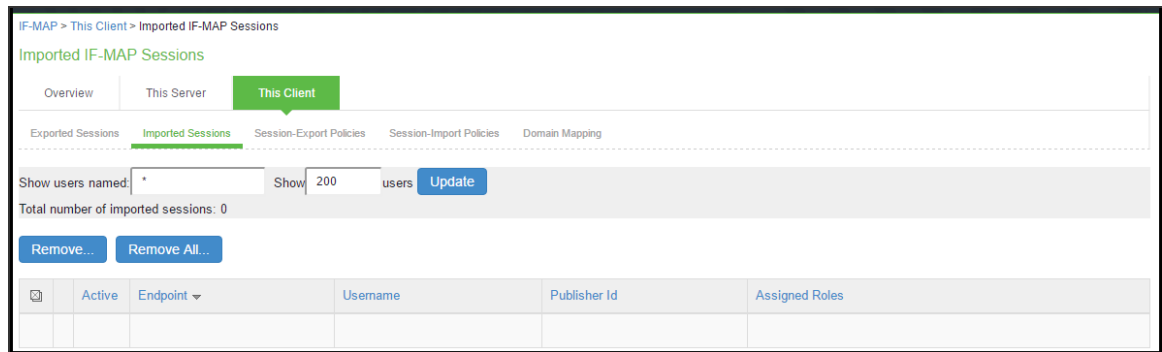 IF-MAP > This Client > Imported IF-MAP Sessions
Imported IF-MAP Sessions
Overview This Server This Client
Exported Sessions Imported Sessions Session-Export Policies Session-Import Policies Domain Mapping
Show users named: * Show 200 users Update
Total number of imported sessions: 0
Remove... Remove All...
Active Endpoint Username Publisher Id Assigned Roles